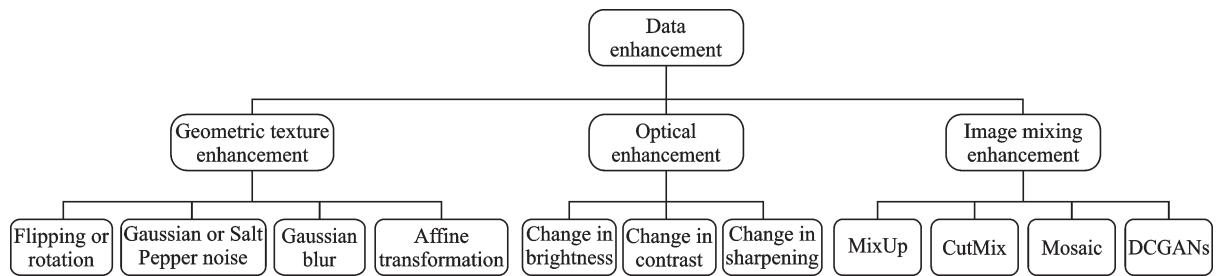 Data
enhancement
Geometric texture
enhancement
Optical
enhancement
Image mixing
enhancement
Flipping or
rotation
Gaussian or Salt
Pepper noise
Gaussian
blur
Affine
transformation
Change in
brightness
Change in
contrast
Change in
sharpening
MixUp
CutMix
Mosaic
DCGANs